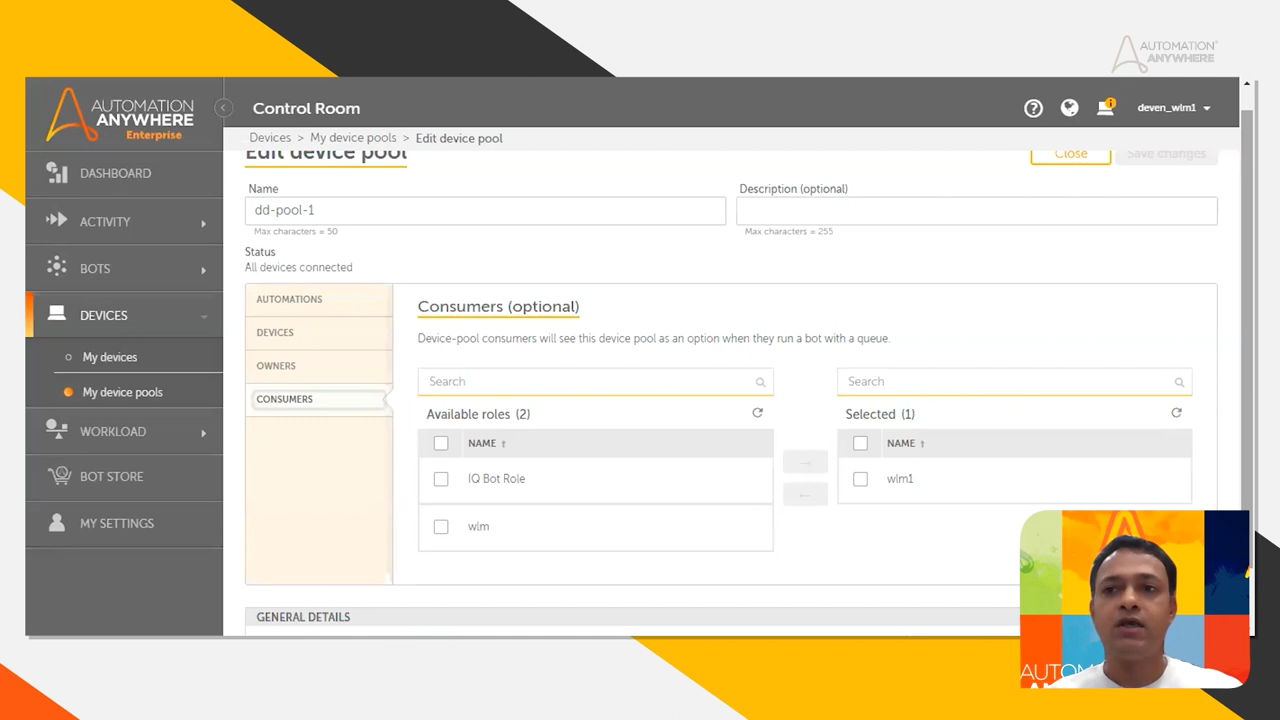 AUTOMATION
ANYWHERE
AUTOMATION
ANYWHERE
Enterprise
Control Room
deven_wlm1
Devices > My device pools > Edit device pool
Edit device pool
Close
Save changes
DASHBOARD
ACTIVITY
BOTS
DEVICES
My devices
My device pools
WORKLOAD
BOT STORE
MY SETTINGS
Name
dd-pool-1
Max characters = 50
Description (optional)
Max characters = 255
Status
All devices connected
AUTOMATIONS
DEVICES
OWNERS
CONSUMERS
Consumers (optional)
Device-pool consumers will see this device pool as an option when they run a bot with a queue.
Search
Available roles (2)
NAME
IQ Bot Role
wlm
Search
Selected (1)
NAME
wlm1
GENERAL DETAILS